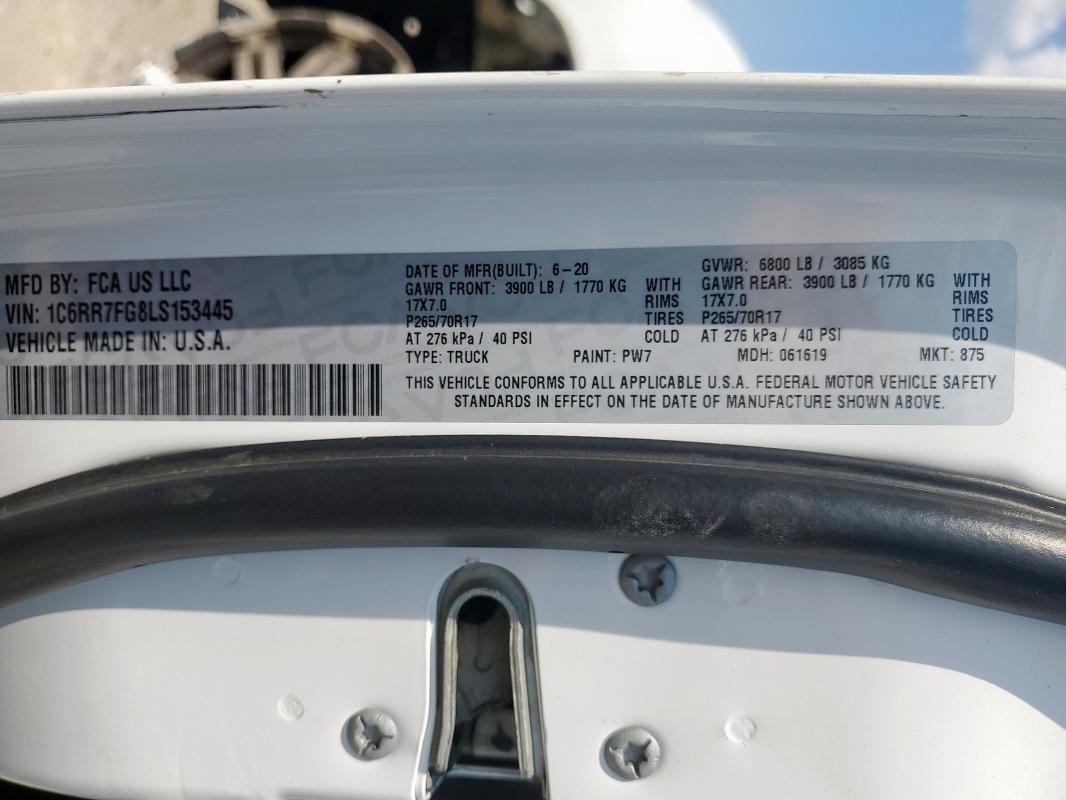 MFD BY: FCA US LLC
VIN: 1C6RR7FG8LS153445
VEHICLE MADE IN: U.S.A.
DATE OF MFR(BUILT): 6-20
GAWR FRONT: 3900 LB / 1770 KG WITH
17X7.0 RIMS
P265/70R17 TIRES
AT 276 kPa / 40 PSI COLD
GVWR: 6800 LB / 3085 KG
GAWR REAR: 3900 LB / 1770 KG WITH
17X7.0 RIMS
P265/70R17 TIRES
AT 276 kPa / 40 PSI COLD
TYPE: TRUCK PAINT: PW7 MDH: 061619 MKT: 875
THIS VEHICLE CONFORMS TO ALL APPLICABLE U.S.A. FEDERAL MOTOR VEHICLE SAFETY
STANDARDS IN EFFECT ON THE DATE OF MANUFACTURE SHOWN ABOVE.